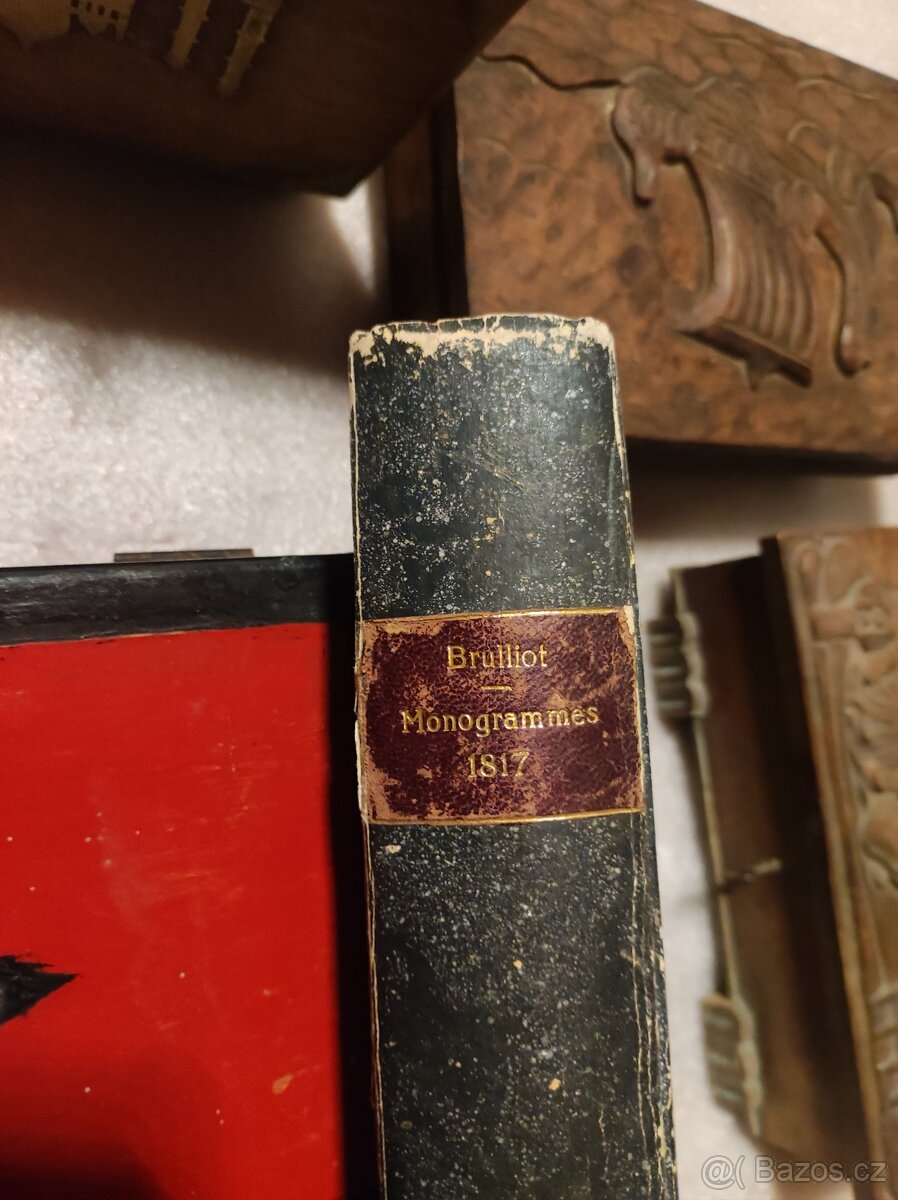 Brulliot
Monogrammes
1817
@( Bazos.cz